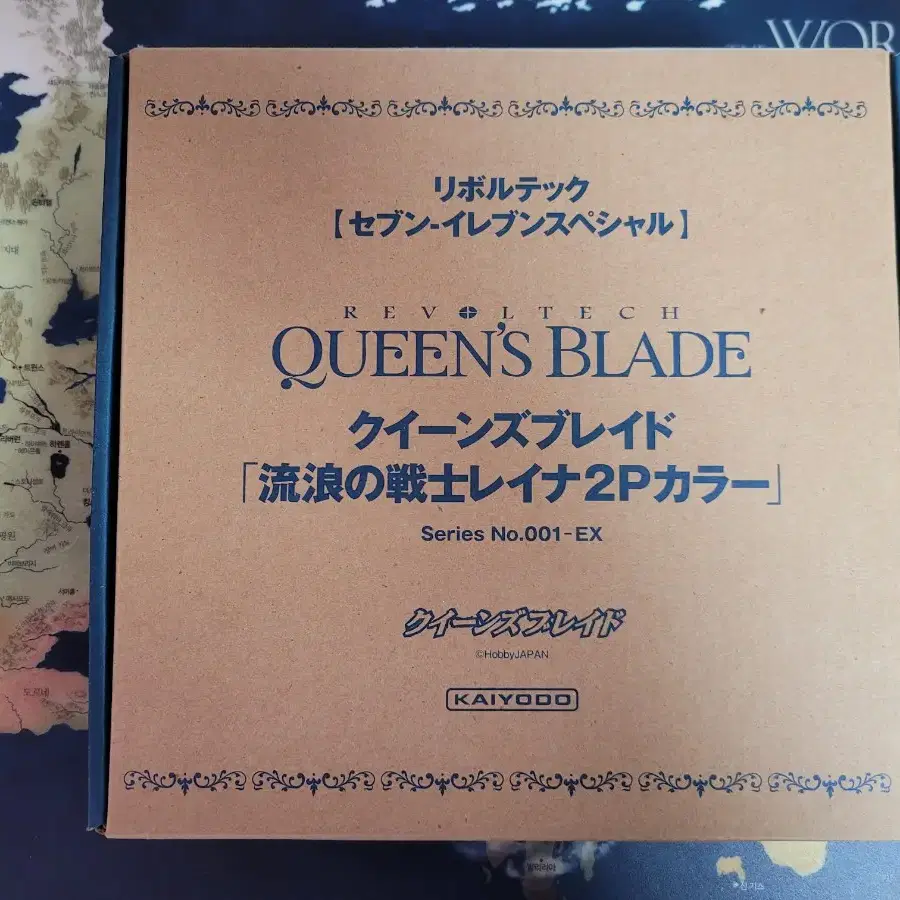 WOR
リボルテック
【セブン-イレブンスペシャル】
REVOLTECH
QUEEN'S BLADE
クイーンズブレイド
「流浪の戦士レイナ2Pカラー」
Series No.001-EX
クイーンズブレイド
©HobbyJAPAN
KAIYODO